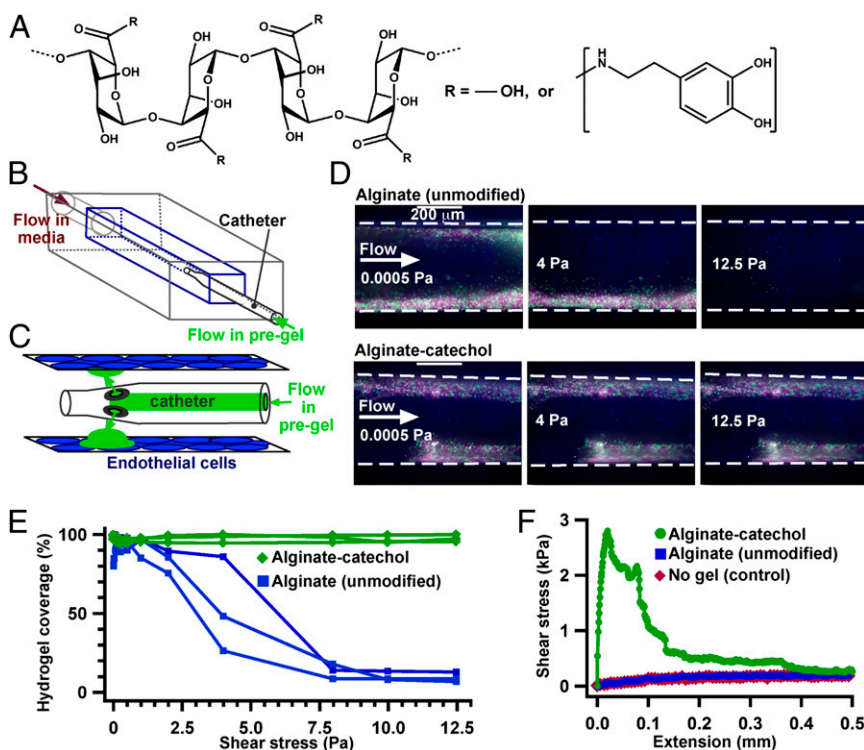 A
R
O
O
R
OH
OH
O
O
O
O
OH
O
OH
O
O
OH
O
OH
O
OH
O
OH
O
R
O
R
R = —OH, or
H
N
OH
OH
B
Flow in
media
Catheter
Flow in pre-gel
C
catheter
Flow
in
pre-gel
Endothelial cells
D
Alginate (unmodified)
200 µm
Flow
0.0005 Pa
4 Pa
12.5 Pa
Alginate-catechol
Flow
0.0005 Pa
4 Pa
12.5 Pa
E
Hydrogel coverage (%)
100
50
0
Alginate-catechol
Alginate (unmodified)
0
2.5
5.0
7.5
10.0
12.5
Shear stress (Pa)
F
Shear stress (kPa)
3
2
1
0
Alginate-catechol
Alginate (unmodified)
No gel (control)
0.0
0.1
0.2
0.3
0.4
0.5
Extension (mm)